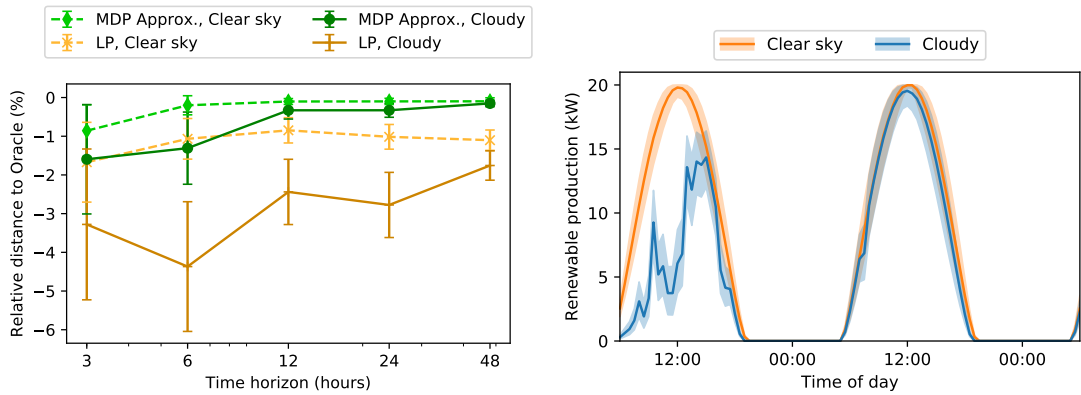 MDP Approx., Clear sky
LP, Clear sky
MDP Approx., Cloudy
LP, Cloudy
Relative distance to Oracle (%)
0
−1
−2
−3
−4
−5
−6
3
6
12
24
48
Time horizon (hours)
Clear sky
Cloudy
Renewable production (kW)
20
15
10
5
0
12:00
00:00
12:00
00:00
Time of day